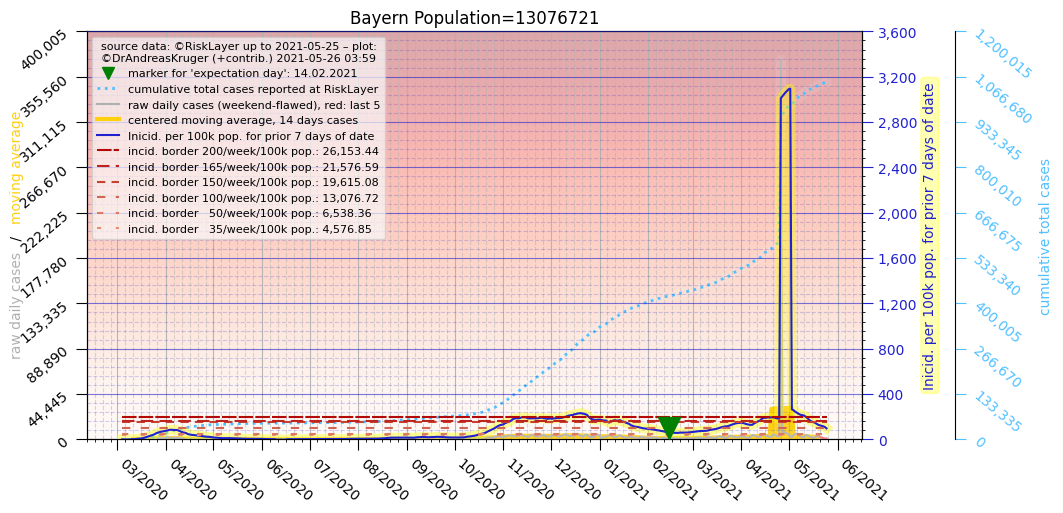 Bayern Population=13076721
source data: ©RiskLayer up to 2021-05-25 – plot:
©DrAndreasKruger (+contrib.) 2021-05-26 03:59
marker for 'expectation day': 14.02.2021
cumulative total cases reported at RiskLayer
raw daily cases (weekend-flawed), red: last 5
centered moving average, 14 days cases
Inicid. per 100k pop. for prior 7 days of date
incid. border 200/week/100k pop.: 26,153.44
incid. border 165/week/100k pop.: 21,576.59
incid. border 150/week/100k pop.: 19,615.08
incid. border 100/week/100k pop.: 13,076.72
incid. border   50/week/100k pop.: 6,538.36
incid. border   35/week/100k pop.: 4,576.85
raw daily cases / moving average
400,005
355,560
311,115
266,670
222,225
177,780
133,335
88,890
44,445
0
03/2020
04/2020
05/2020
06/2020
07/2020
08/2020
09/2020
10/2020
11/2020
12/2020
01/2021
02/2021
03/2021
04/2021
05/2021
06/2021
3,600
3,200
2,800
2,400
2,000
1,600
1,200
800
400
0
Inicid. per 100k pop. for prior 7 days of date
1,200,015
1,066,680
933,345
800,010
666,675
533,340
400,005
266,670
133,335
0
cumulative total cases